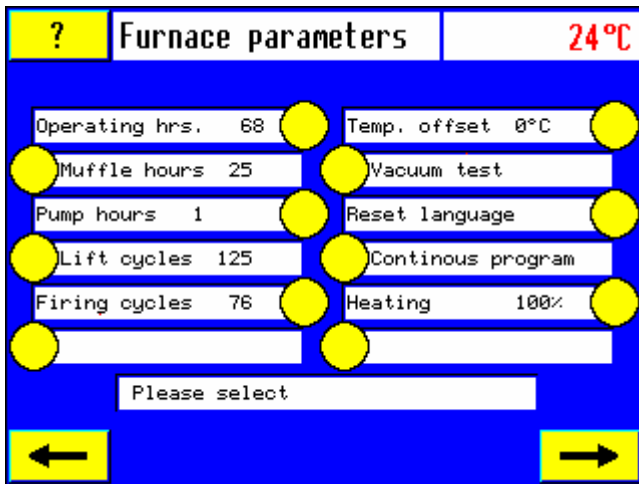 ? Furnace parameters 24°C
Operating hrs. 68
Temp. offset 0°C
Muffle hours 25
Vacuum test
Pump hours 1
Reset language
Lift cycles 125
Continous program
Firing cycles 76
Heating 100%
Please select